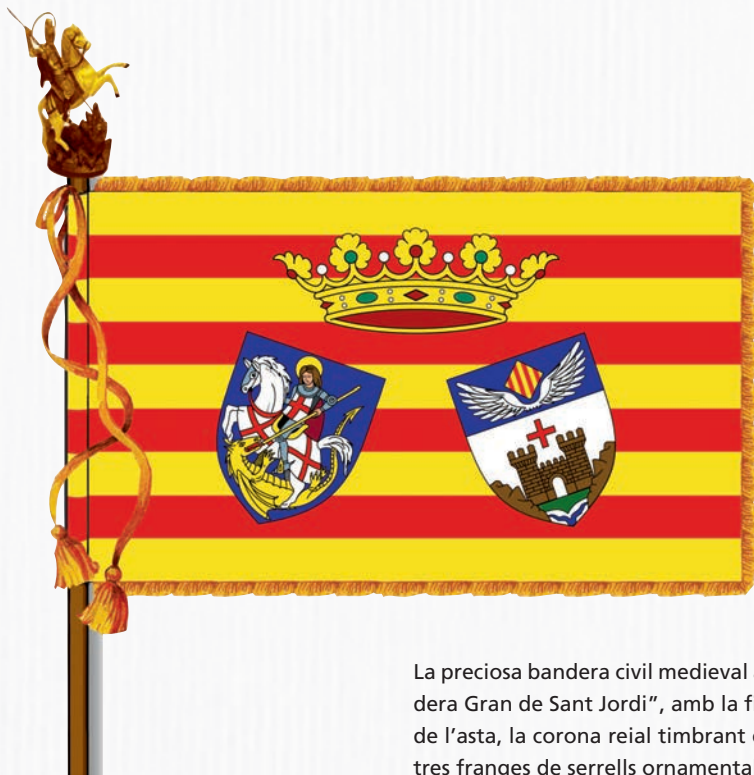 La preciosa bandera civil medieval
dera Gran de Sant Jordi”, amb la
de l’asta, la corona reial timbrant
tres franges de serrells ornamenta